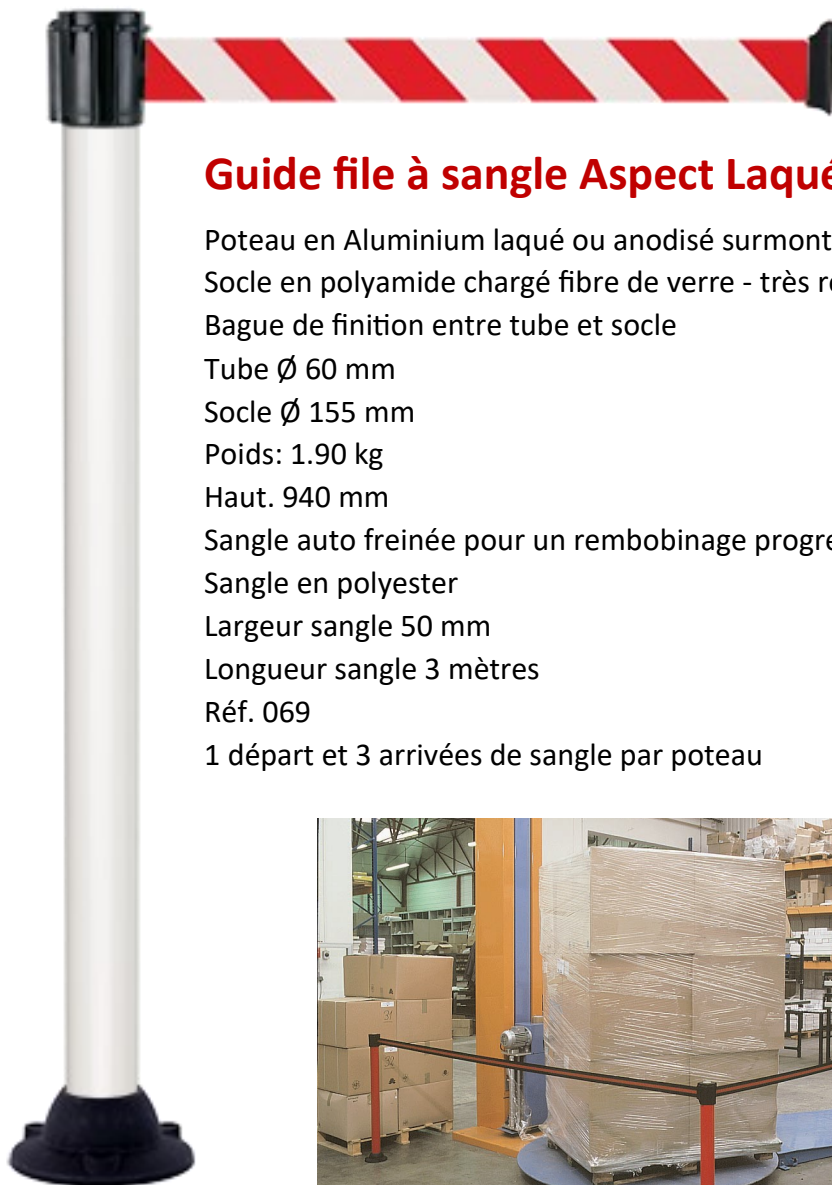 Guide file à sangle Aspect Laqué
Poteau en Aluminium laqué ou anodisé surmont
Socle en polyamide chargé fibre de verre - très r
Bague de finition entre tube et socle
Tube Ø 60 mm
Socle Ø 155 mm
Poids: 1.90 kg
Haut. 940 mm
Sangle auto freinée pour un rembobinage progre
Sangle en polyester
Largeur sangle 50 mm
Longueur sangle 3 mètres
Réf. 069
1 départ et 3 arrivées de sangle par poteau